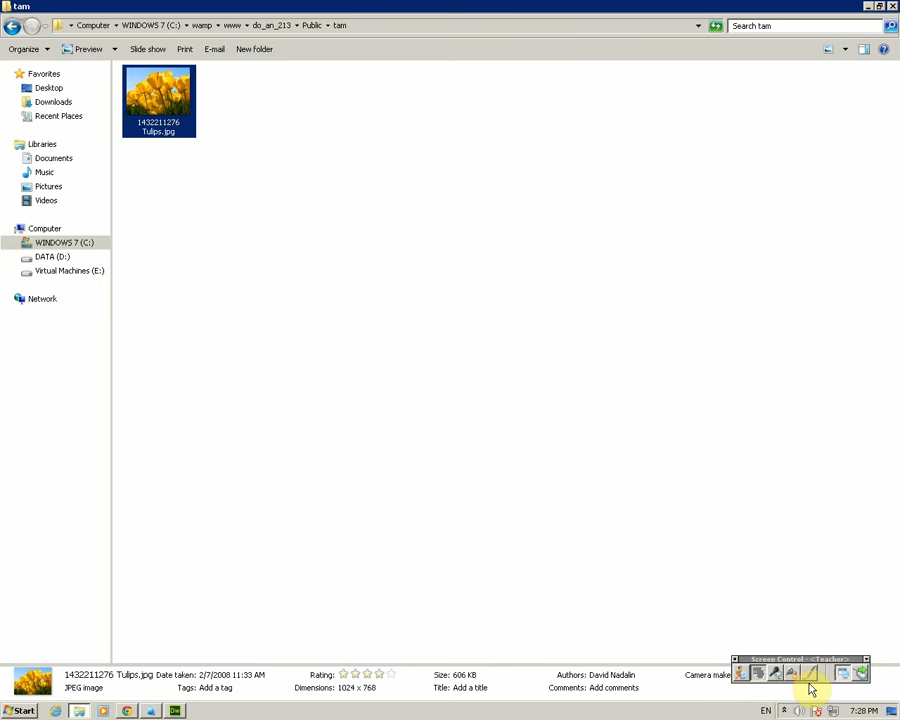 tam
Computer WINDOWS 7 (C:) wamp www do_an_213 Public tam
Search tam
Organize Preview Slide show Print E-mail New folder
Favorites
Desktop
Downloads
Recent Places
Libraries
Documents
Music
Pictures
Videos
Computer
WINDOWS 7 (C:)
DATA (D:)
Virtual Machines (E:)
Network
1432211276
Tulips.jpg
Screen Control - <Teacher>
1432211276 Tulips.jpg Date taken: 2/7/2008 11:33 AM Rating: Size: 606 KB Authors: David Nadalin Camera make
JPEG image Tags: Add a tag Dimensions: 1024 x 768 Title: Add a title Comments: Add comments
Start Dw EN 7:28 PM